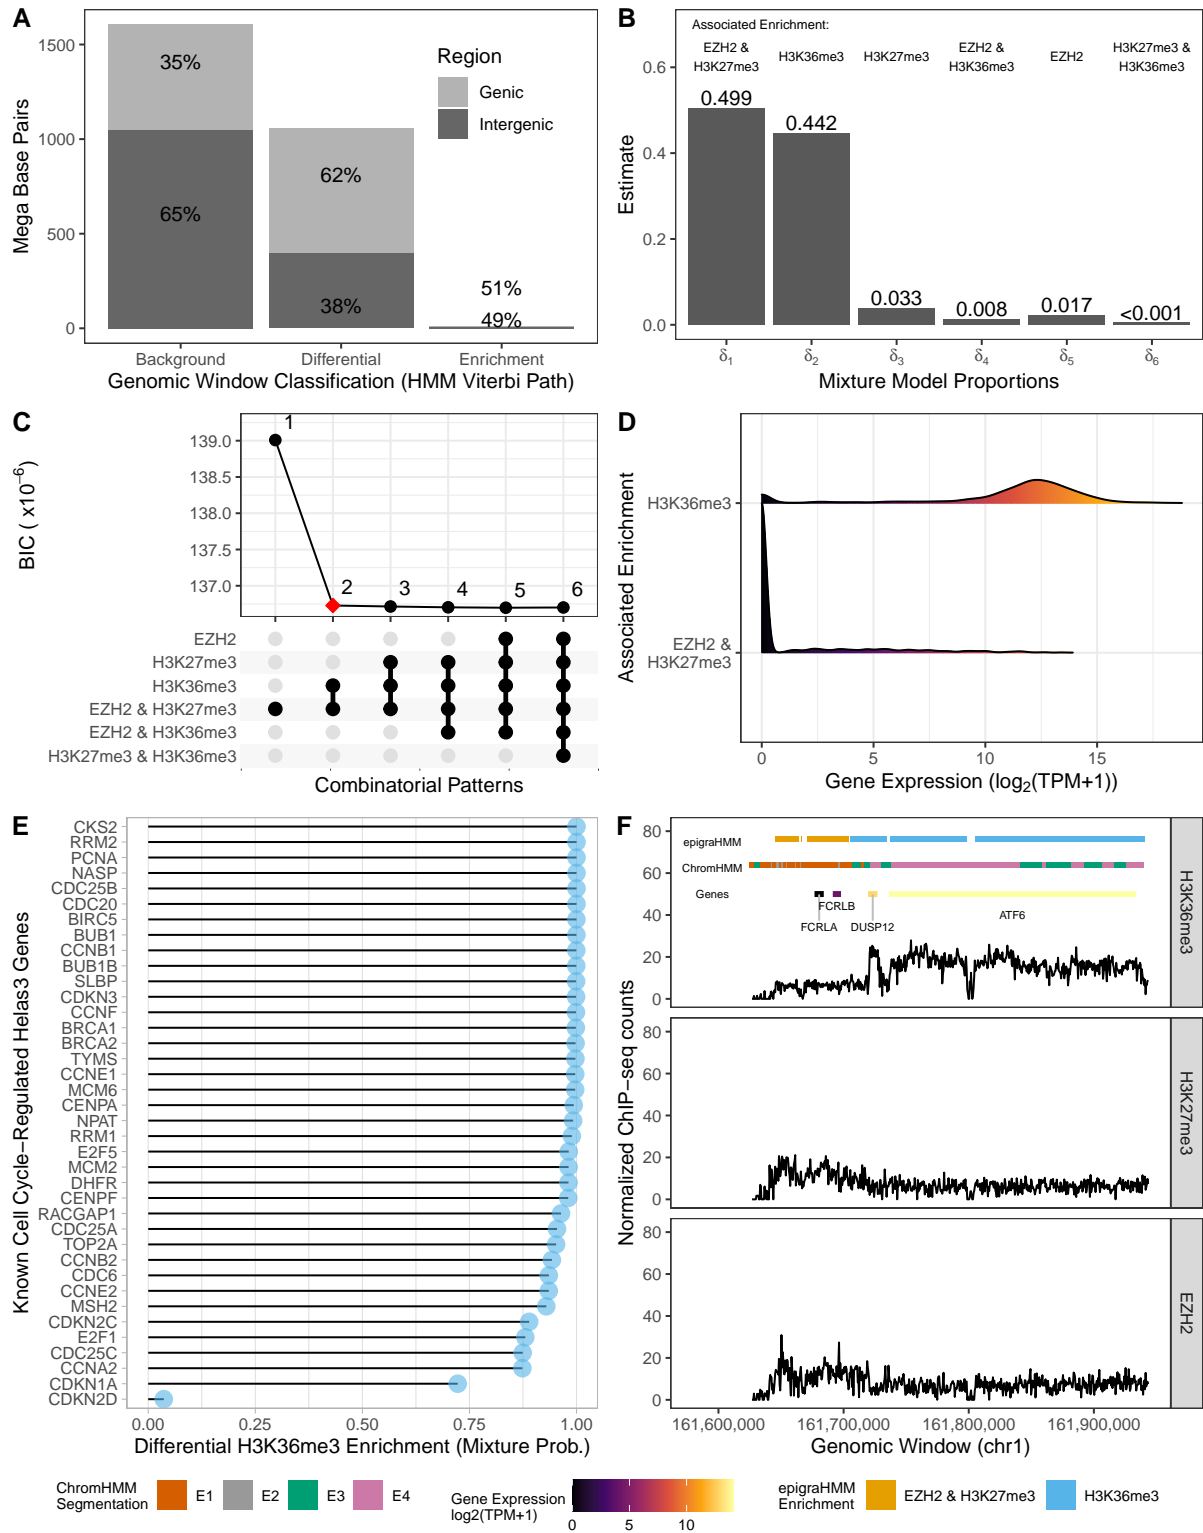 A
Mega Base Pairs
1500
1000
500
0
35%
65%
62%
38%
51%
49%
Region
Genic
Intergenic
Background
Differential
Enrichment
Genomic Window Classification (HMM Viterbi Path)
B
Associated Enrichment:
EZH2 &
H3K27me3
H3K36me3
H3K27me3
EZH2 &
H3K36me3
EZH2
H3K27me3 &
H3K36me3
Estimate
0.6
0.4
0.2
0.0
0.499
0.442
0.033
0.008
0.017
<0.001
δ1
δ2
δ3
δ4
δ5
δ6
Mixture Model Proportions
C
BIC ( x10−6)
139.0
138.5
138.0
137.5
137.0
1
2
3
4
5
6
EZH2
H3K27me3
H3K36me3
EZH2 & H3K27me3
EZH2 & H3K36me3
H3K27me3 & H3K36me3
Combinatorial Patterns
D
Associated Enrichment
H3K36me3
EZH2 &
H3K27me3
0
5
10
15
Gene Expression (log2(TPM+1))
E
Known Cell Cycle−Regulated Helas3 Genes
CKS2
RRM2
PCNA
NASP
CDC25B
CDC20
BIRC5
BUB1
CCNB1
BUB1B
SLBP
CDKN3
CCNF
BRCA1
BRCA2
TYMS
CCNE1
MCM6
CENPA
NPAT
RRM1
E2F5
MCM2
DHFR
CENPF
RACGAP1
CDC25A
TOP2A
CCNB2
CDC6
CCNE2
MSH2
CDKN2C
E2F1
CDC25C
CCNA2
CDKN1A
CDKN2D
0.00
0.25
0.50
0.75
1.00
Differential H3K36me3 Enrichment (Mixture Prob.)
F
Normalized ChIP−seq counts
80
60
40
20
0
epigraHMM
ChromHMM
Genes
FCRLB
FCRLA
DUSP12
ATF6
H3K36me3
80
60
40
20
0
H3K27me3
80
60
40
20
0
EZH2
161,600,000
161,700,000
161,800,000
161,900,000
Genomic Window (chr1)
ChromHMM
Segmentation
E1
E2
E3
E4
Gene Expression
log2(TPM+1)
0
5
10
epigraHMM
Enrichment
EZH2 & H3K27me3
H3K36me3